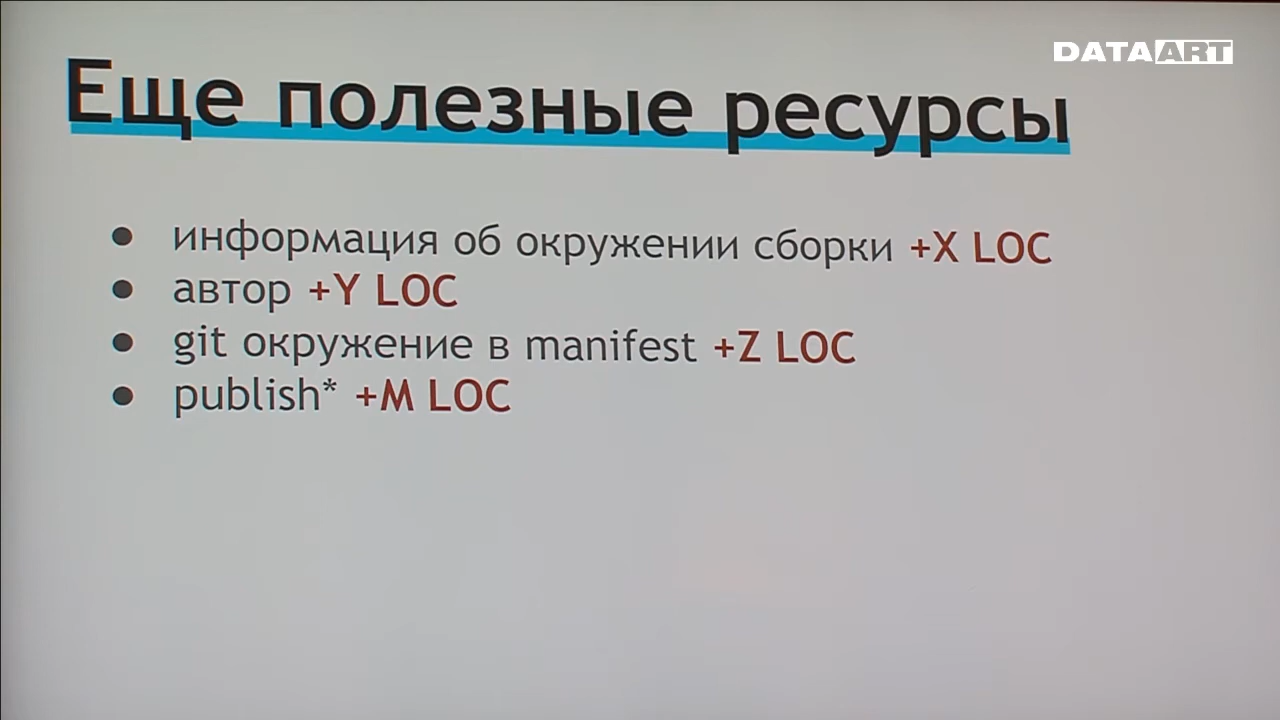 DATAART
Еще полезные ресурсы
● информация об окружении сборки +X LOC
● автор +Y LOC
● git окружение в manifest +Z LOC
● publish* +M LOC